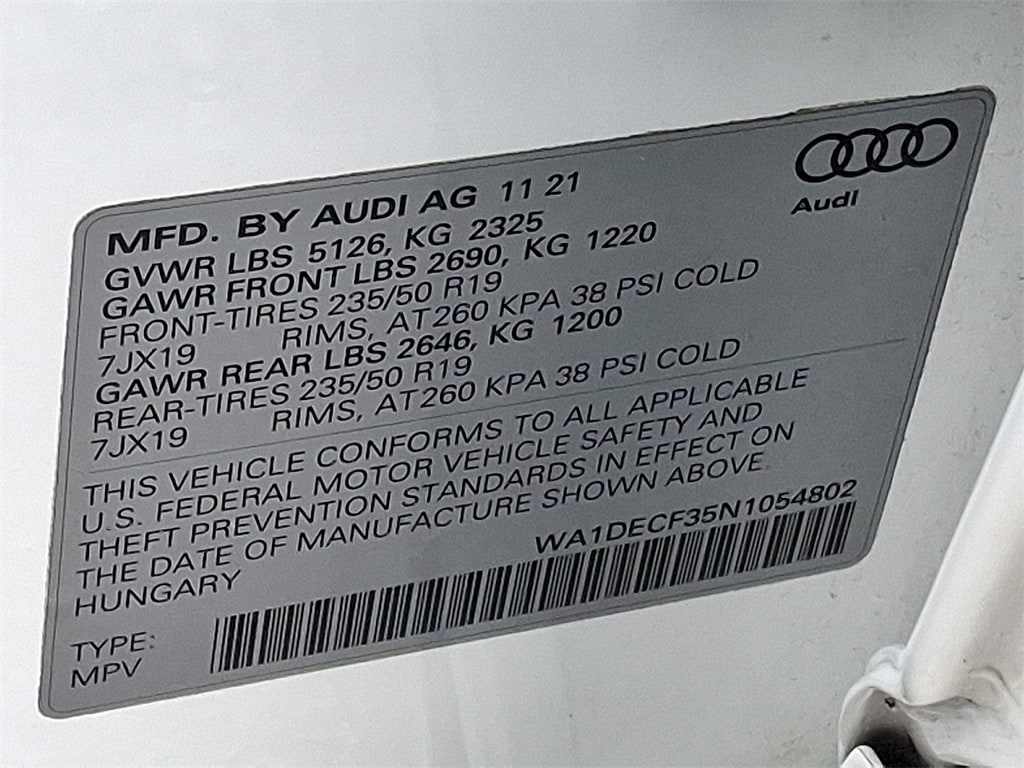 Audi
MFD. BY AUDI AG 11 21
GVWR LBS 5126, KG 2325
GAWR FRONT LBS 2690, KG 1220
FRONT-TIRES 235/50 R19
7JX19 RIMS, AT260 KPA 38 PSI COLD
GAWR REAR LBS 2646, KG 1200
REAR-TIRES 235/50 R19
7JX19 RIMS, AT260 KPA 38 PSI COLD
THIS VEHICLE CONFORMS TO ALL APPLICABLE
U.S. FEDERAL MOTOR VEHICLE SAFETY AND
THEFT PREVENTION STANDARDS IN EFFECT ON
THE DATE OF MANUFACTURE SHOWN ABOVE.
HUNGARY
WA1DECF35N1054802
TYPE:
MPV